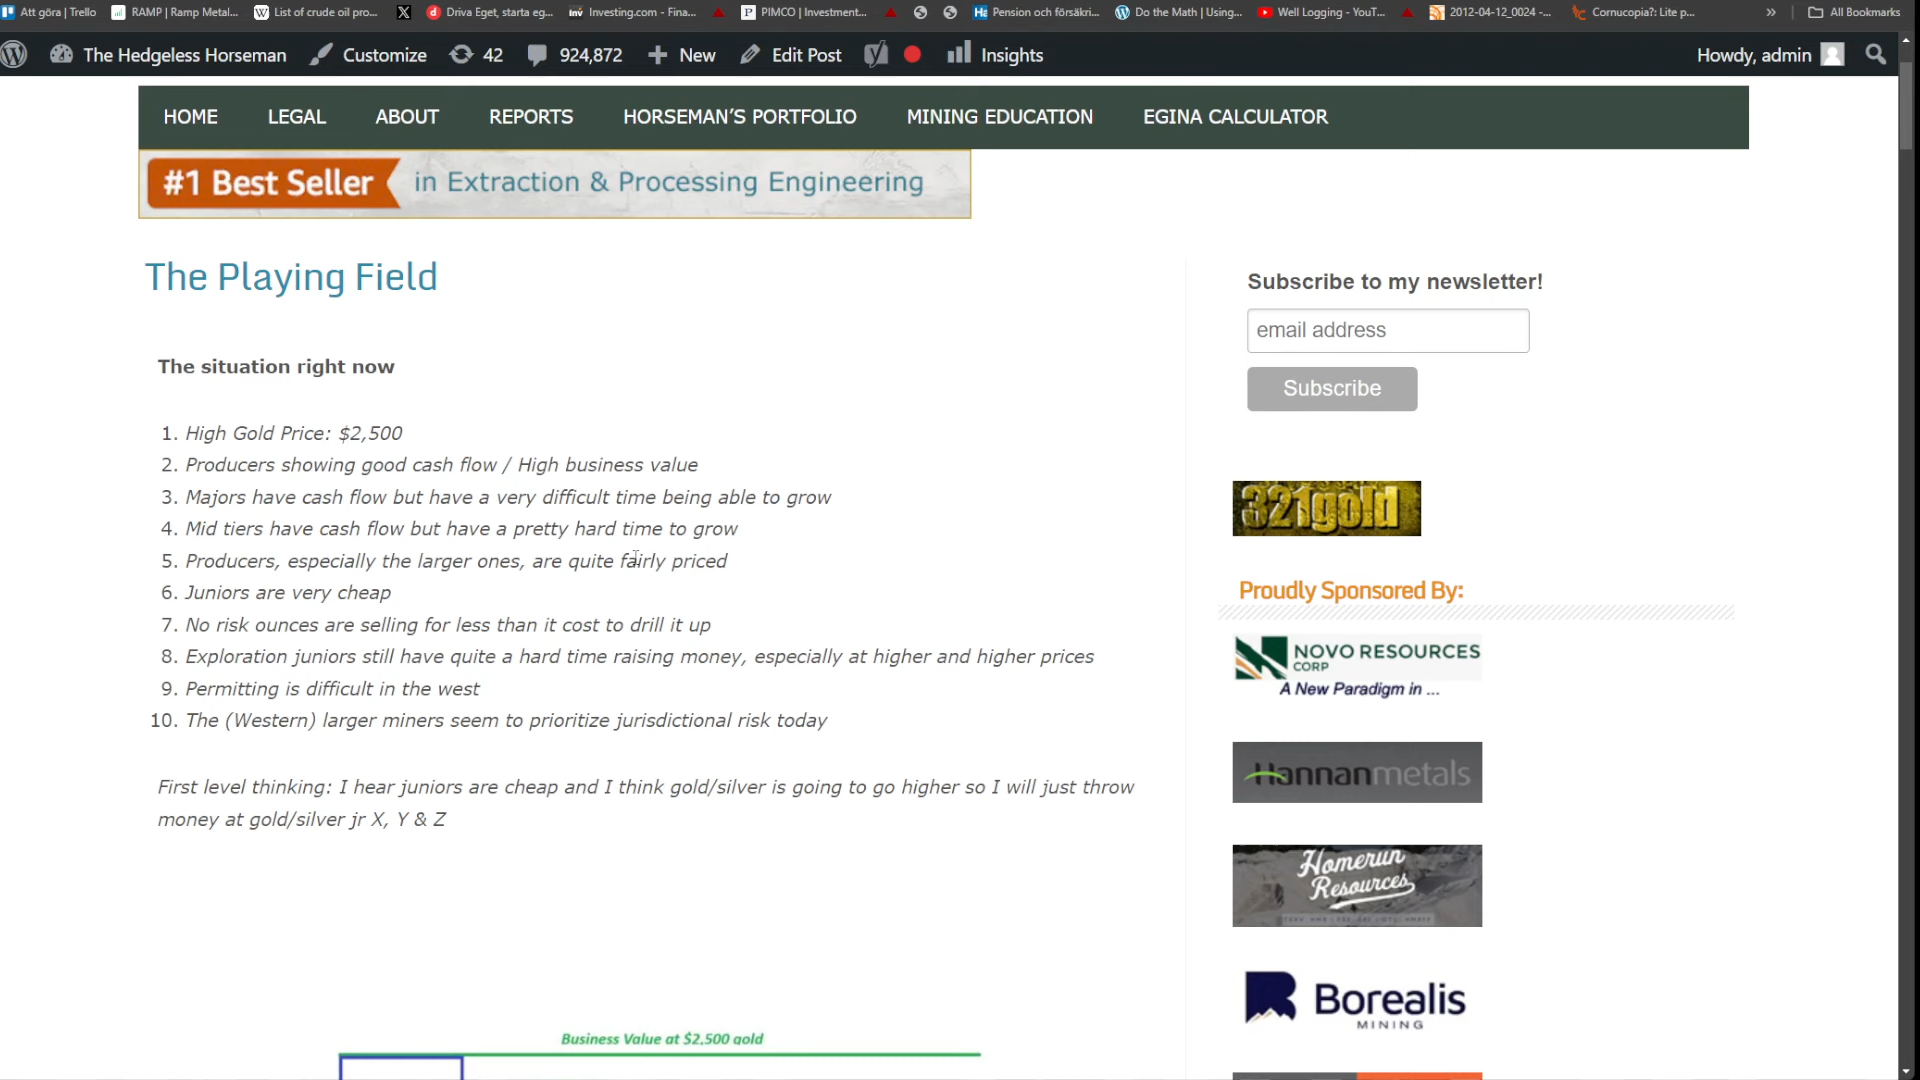 Att göra | Trello
RAMP | Ramp Metal...
List of crude oil pro...
Driva Eget, starta eg...
Investing.com - Fina...
PIMCO | Investment...
Pension och försäkri...
Do the Math | Using...
Well Logging - YouT...
2012-04-12_0024 -...
Cornucopia?: Lite p...
All Bookmarks
The Hedgeless Horseman
Customize
42
924,872
New
Edit Post
Insights
Howdy, admin
HOME
LEGAL
ABOUT
REPORTS
HORSEMAN'S PORTFOLIO
MINING EDUCATION
EGINA CALCULATOR
#1 Best Seller in Extraction & Processing Engineering
The Playing Field
The situation right now
1. High Gold Price: $2,500
2. Producers showing good cash flow / High business value
3. Majors have cash flow but have a very difficult time being able to grow
4. Mid tiers have cash flow but have a pretty hard time to grow
5. Producers, especially the larger ones, are quite fairly priced
6. Juniors are very cheap
7. No risk ounces are selling for less than it cost to drill it up
8. Exploration juniors still have quite a hard time raising money, especially at higher and higher prices
9. Permitting is difficult in the west
10. The (Western) larger miners seem to prioritize jurisdictional risk today
First level thinking: I hear juniors are cheap and I think gold/silver is going to go higher so I will just throw
money at gold/silver jr X, Y & Z
Business Value at $2,500 gold
Subscribe to my newsletter!
email address
Subscribe
321gold
Proudly Sponsored By:
NOVO RESOURCES
CORP
A New Paradigm in ...
Hannanmetals
Homerun
Resources
Borealis
MINING